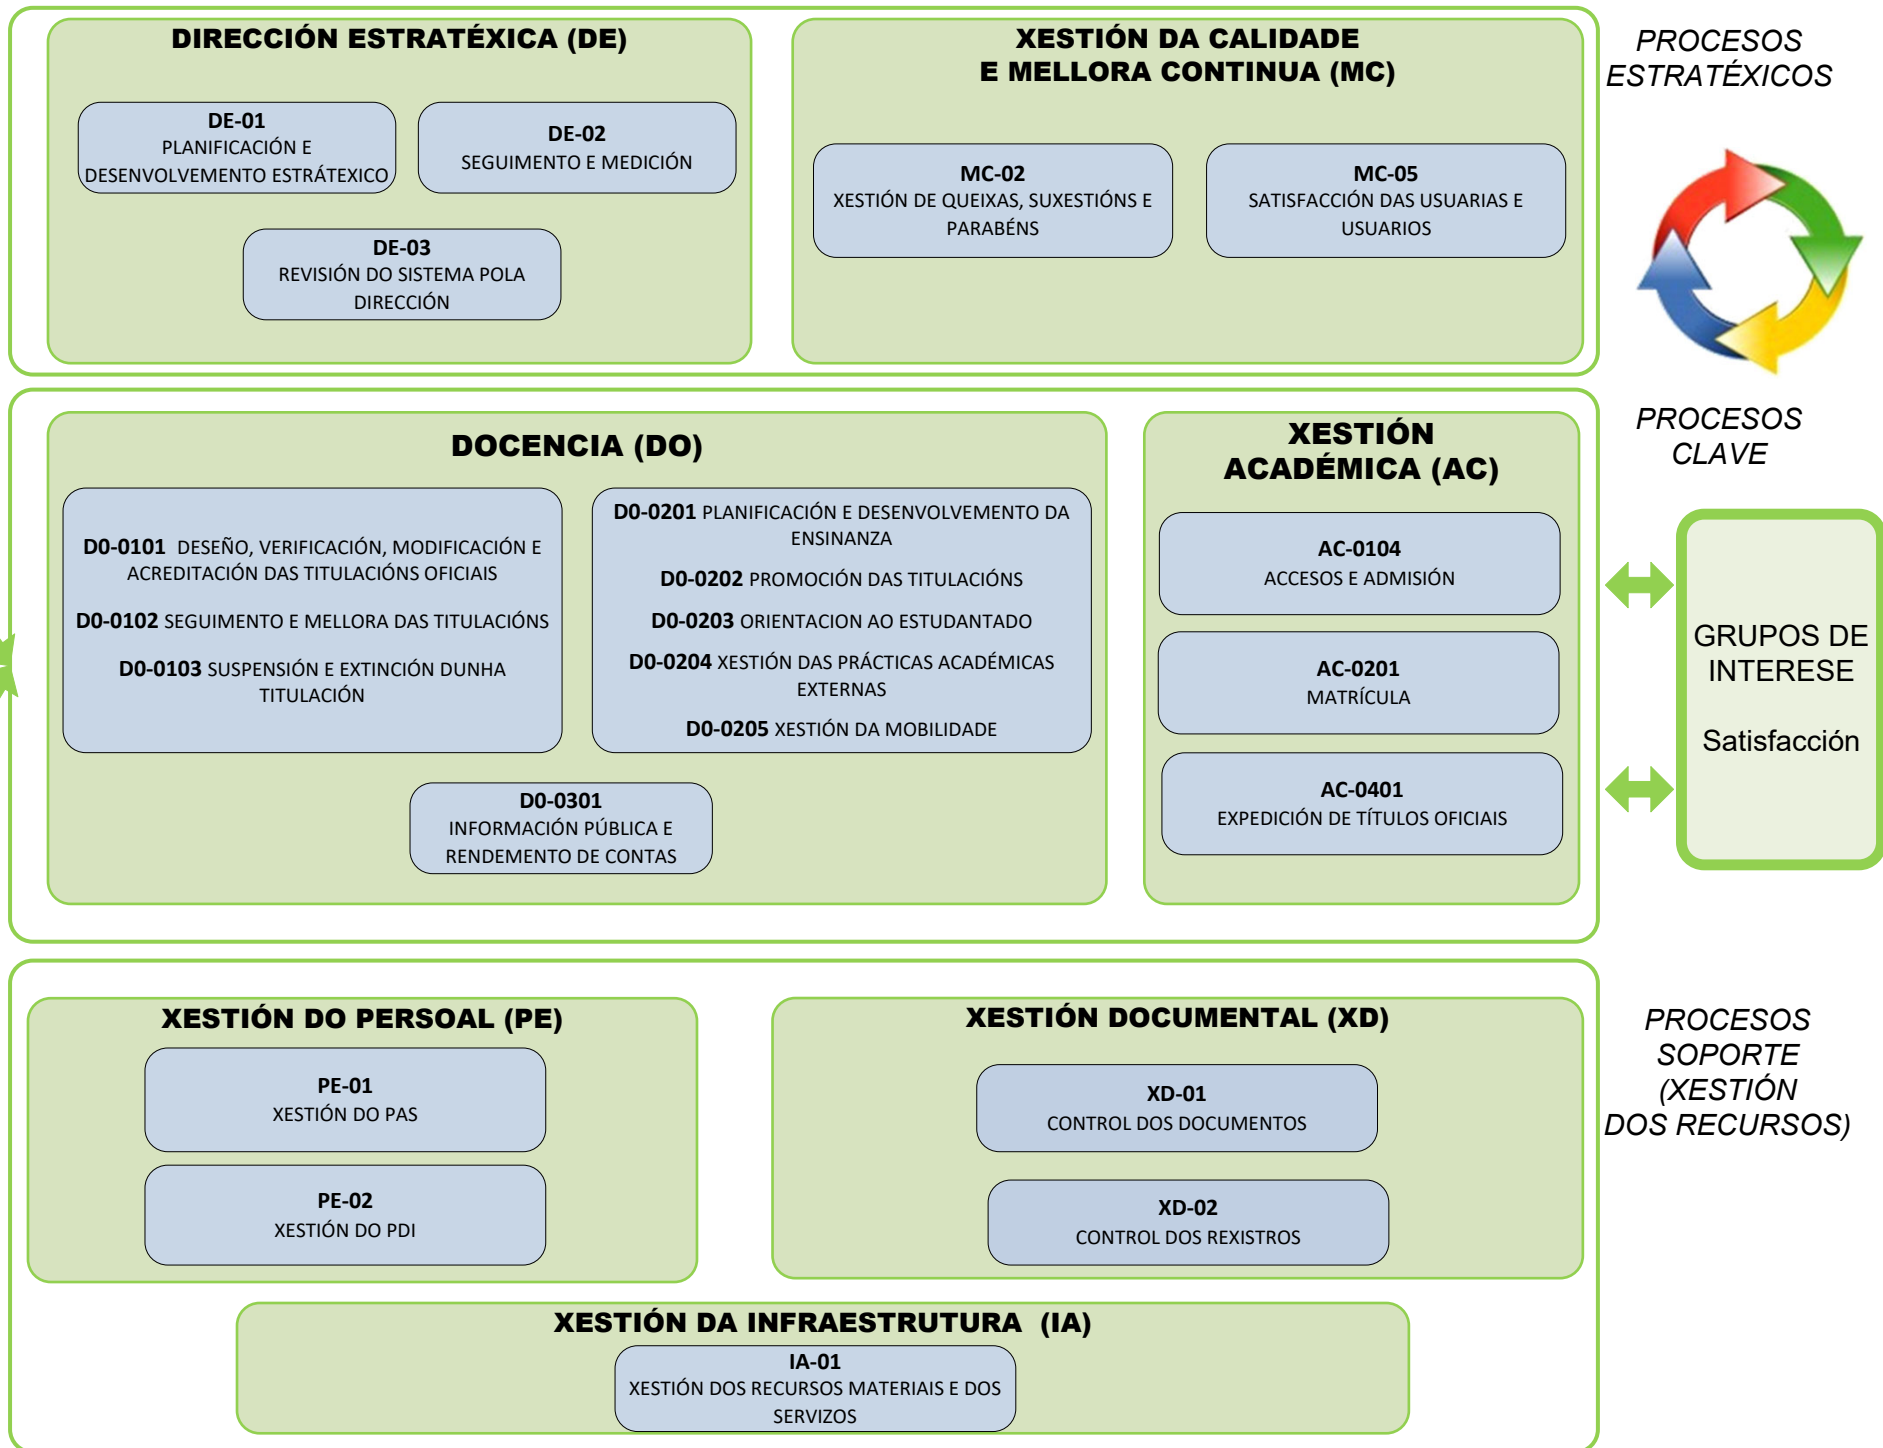 DIRECCIÓN ESTRATÉXICA (DE)
DE-01
PLANIFICACIÓN E
DESENVOLVEMENTO ESTRÁTEXICO
DE-02
SEGUIMENTO E MEDICIÓN
DE-03
REVISIÓN DO SISTEMA POLA
DIRECCIÓN
XESTIÓN DA CALIDADE
E MELLORA CONTINUA (MC)
MC-02
XESTIÓN DE QUEIXAS, SUXESTIÓNS E
PARABÉNS
MC-05
SATISFACCIÓN DAS USUARIAS E
USUARIOS
PROCESOS
ESTRATÉXICOS
DOCENCIA (DO)
D0-0101 DESEÑO, VERIFICACIÓN, MODIFICACIÓN E
ACREDITACIÓN DAS TITULACIÓNS OFICIAIS
D0-0102 SEGUIMENTO E MELLORA DAS TITULACIÓNS
D0-0103 SUSPENSIÓN E EXTINCIÓN DUNHA
TITULACIÓN
D0-0201 PLANIFICACIÓN E DESENVOLVEMENTO DA
ENSINANZA
D0-0202 PROMOCIÓN DAS TITULACIÓNS
D0-0203 ORIENTACION AO ESTUDANTADO
D0-0204 XESTIÓN DAS PRÁCTICAS ACADÉMICAS
EXTERNAS
D0-0205 XESTIÓN DA MOBILIDADE
D0-0301
INFORMACIÓN PÚBLICA E
RENDEMENTO DE CONTAS
XESTIÓN
ACADÉMICA (AC)
AC-0104
ACCESOS E ADMISIÓN
AC-0201
MATRÍCULA
AC-0401
EXPEDICIÓN DE TÍTULOS OFICIAIS
PROCESOS
CLAVE
GRUPOS DE
INTERESE
Satisfacción
XESTIÓN DO PERSOAL (PE)
PE-01
XESTIÓN DO PAS
PE-02
XESTIÓN DO PDI
XESTIÓN DOCUMENTAL (XD)
XD-01
CONTROL DOS DOCUMENTOS
XD-02
CONTROL DOS REXISTROS
PROCESOS
SOPORTE
(XESTIÓN
DOS RECURSOS)
XESTIÓN DA INFRAESTRUTURA (IA)
IA-01
XESTIÓN DOS RECURSOS MATERIAIS E DOS
SERVIZOS